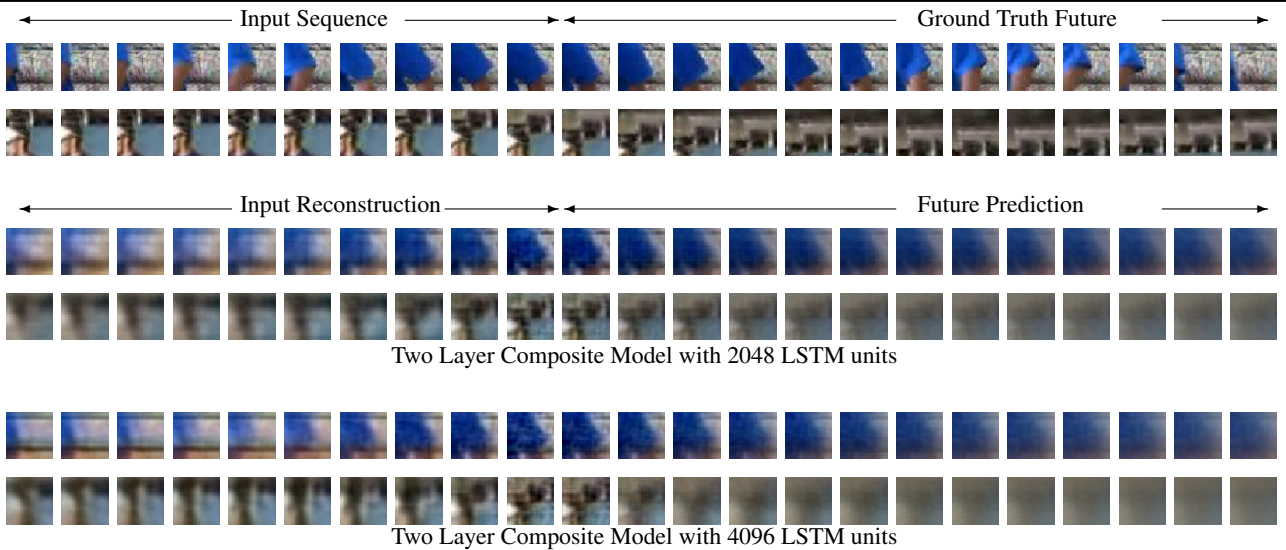 Input Sequence Ground Truth Future
Input Reconstruction Future Prediction
Two Layer Composite Model with 2048 LSTM units
Two Layer Composite Model with 4096 LSTM units